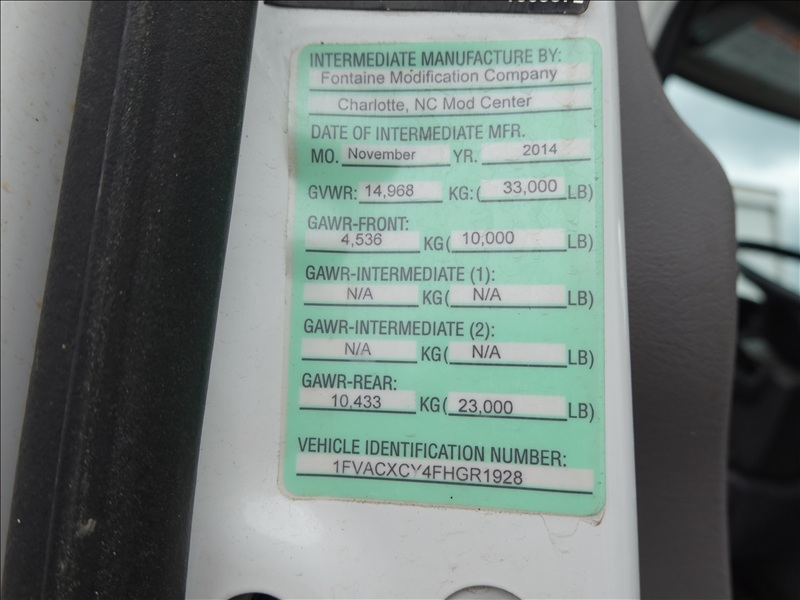 INTERMEDIATE MANUFACTURE BY:
Fontaine Modification Company
Charlotte, NC Mod Center
DATE OF INTERMEDIATE MFR.
MO. November YR. 2014
GVWR: 14,968 KG: ( 33,000 LB)
GAWR-FRONT:
4,536 KG( 10,000 LB)
GAWR-INTERMEDIATE (1):
N/A KG( N/A LB)
GAWR-INTERMEDIATE (2):
N/A KG( N/A LB)
GAWR-REAR:
10,433 KG( 23,000 LB)
VEHICLE IDENTIFICATION NUMBER:
1FVACXCY4FHGR1928